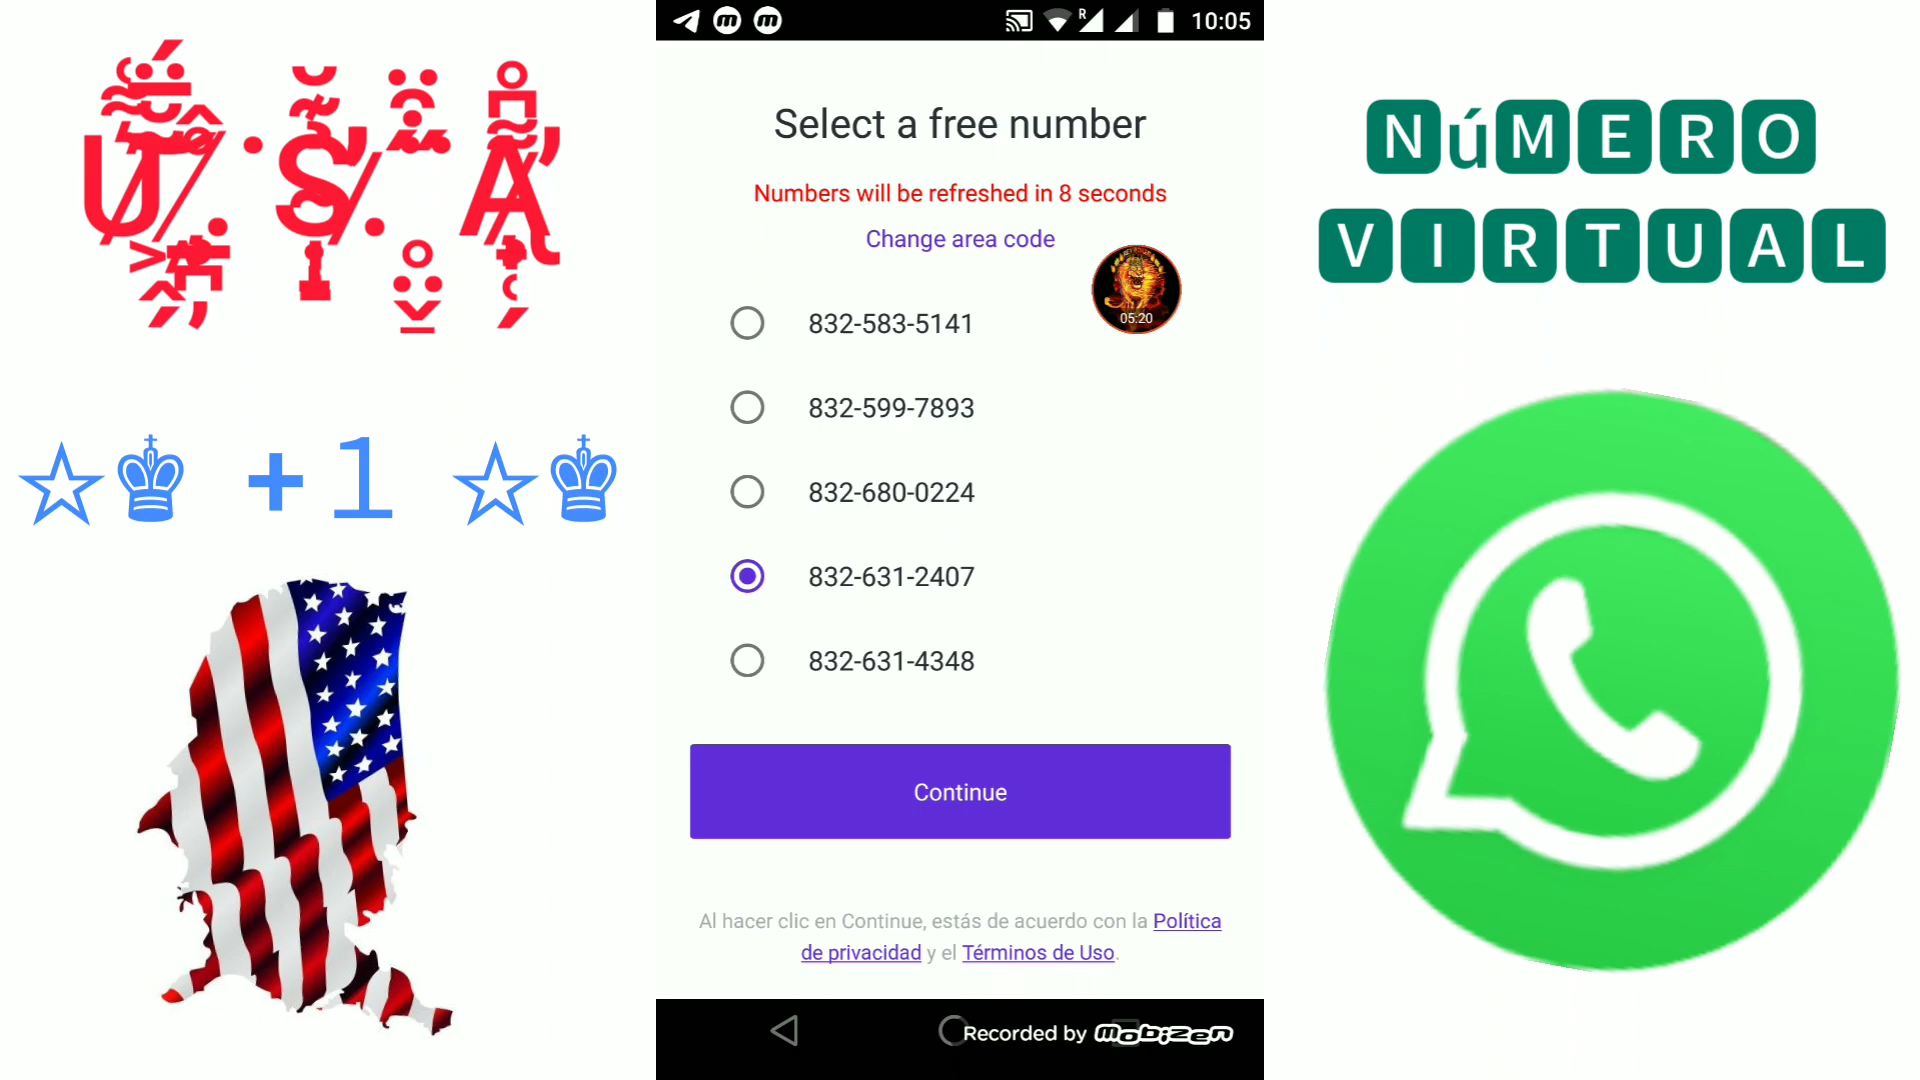 U.S.A
☆♚ +1 ☆♚
10:05
Select a free number
Numbers will be refreshed in 8 seconds
Change area code
05:20
832-583-5141
832-599-7893
832-680-0224
832-631-2407
832-631-4348
Continue
Al hacer clic en Continue, estás de acuerdo con la Política
de privacidad y el Términos de Uso.
Recorded by mobizen
NúMERO
VIRTUAL